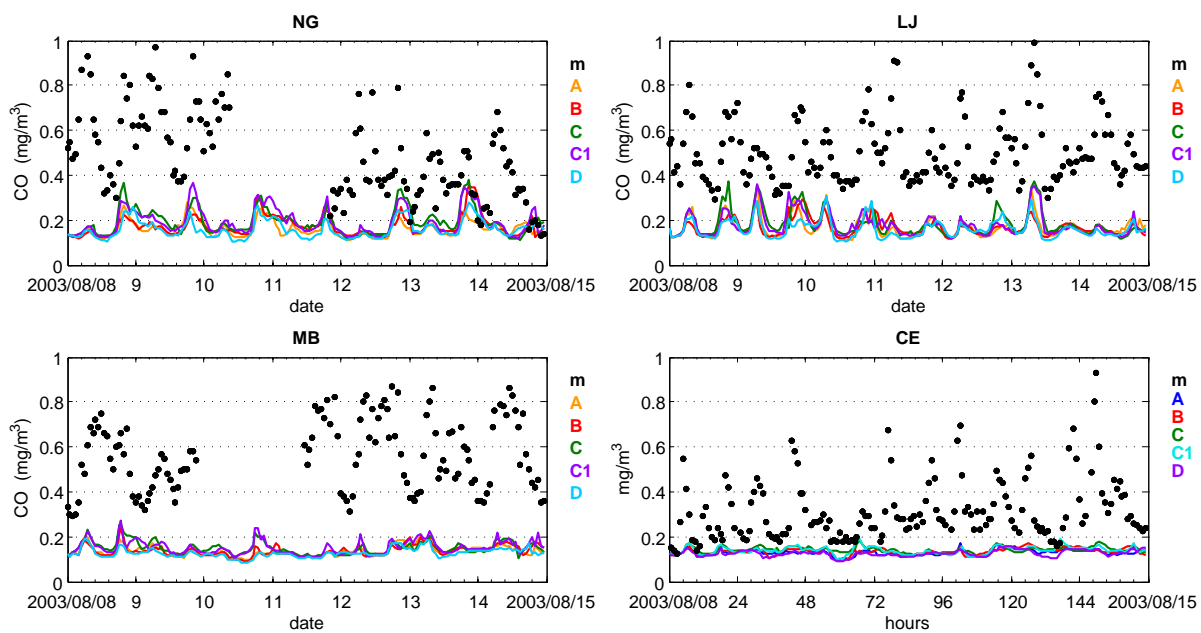 NG
CO (mg/m³)
1
0.8
0.6
0.4
0.2
0
2003/08/08 9 10 11 12 13 14 2003/08/15
date
m
A
B
C
C1
D
LJ
CO (mg/m³)
1
0.8
0.6
0.4
0.2
0
2003/08/08 9 10 11 12 13 14 2003/08/15
date
m
A
B
C
C1
D
MB
CO (mg/m³)
1
0.8
0.6
0.4
0.2
0
2003/08/08 9 10 11 12 13 14 2003/08/15
date
m
A
B
C
C1
D
CE
mg/m³
1
0.8
0.6
0.4
0.2
0
2003/08/08 24 48 72 96 120 144 2003/08/15
hours
m
A
B
C
C1
D